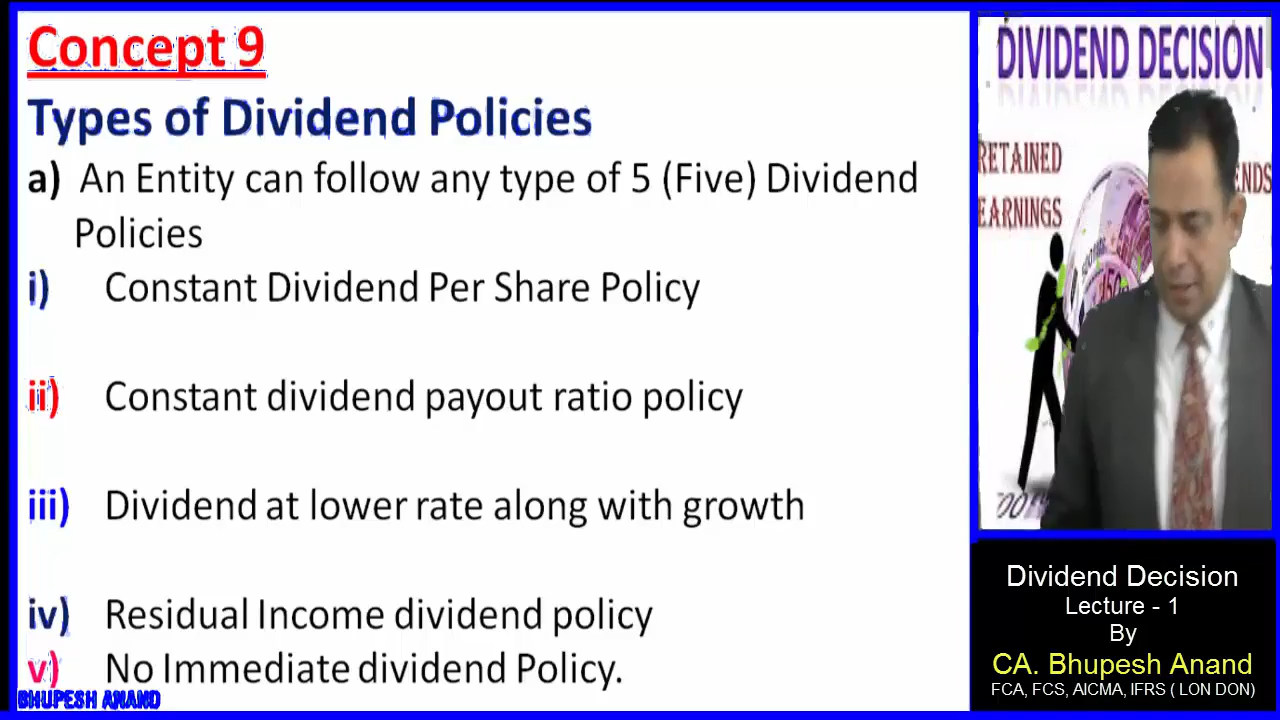 Concept 9
Types of Dividend Policies
a) An Entity can follow any type of 5 (Five) Dividend
Policies
i) Constant Dividend Per Share Policy
ii) Constant dividend payout ratio policy
iii) Dividend at lower rate along with growth
iv) Residual Income dividend policy
v) No Immediate dividend Policy.
BHUPESH ANAND
DIVIDEND DECISION
RETAINED
EARNINGS
Dividend Decision
Lecture - 1
By
CA. Bhupesh Anand
FCA, FCS, AICMA, IFRS ( LON DON)